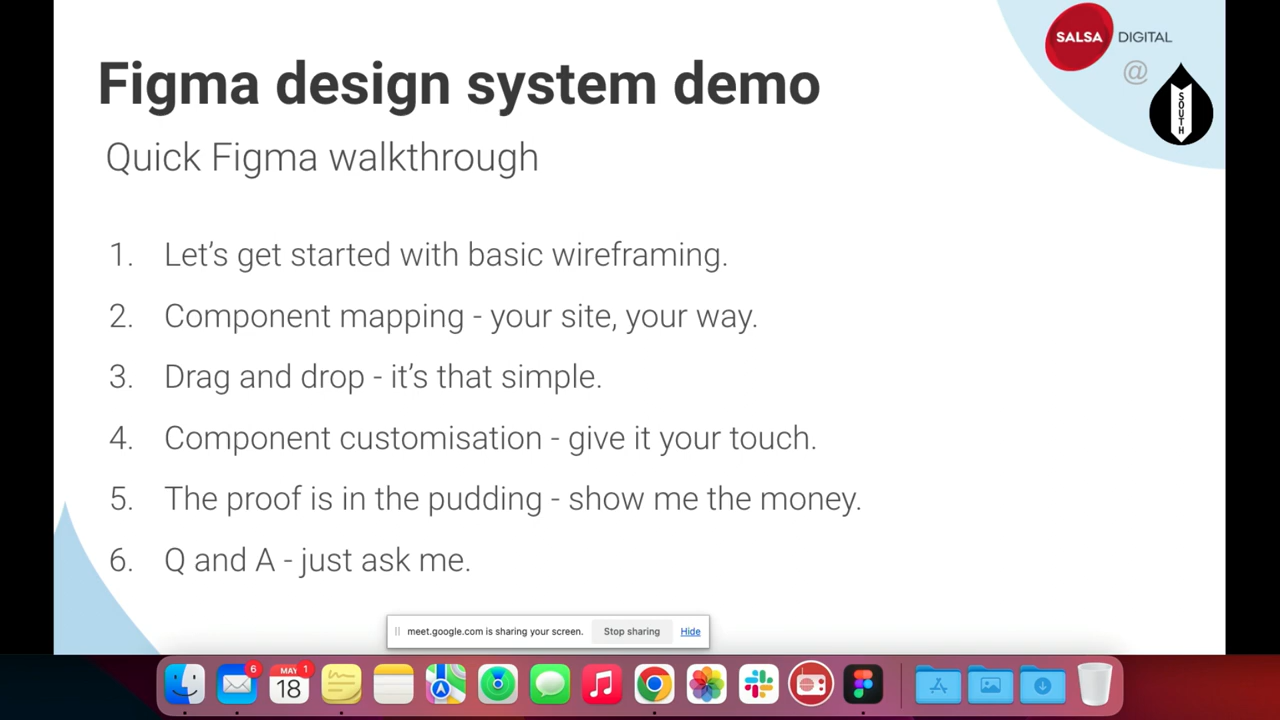 SALSA DIGITAL
@
SOUTH
Figma design system demo
Quick Figma walkthrough
1. Let’s get started with basic wireframing.
2. Component mapping - your site, your way.
3. Drag and drop - it’s that simple.
4. Component customisation - give it your touch.
5. The proof is in the pudding - show me the money.
6. Q and A - just ask me.
meet.google.com is sharing your screen. Stop sharing Hide
6
MAY 1
18